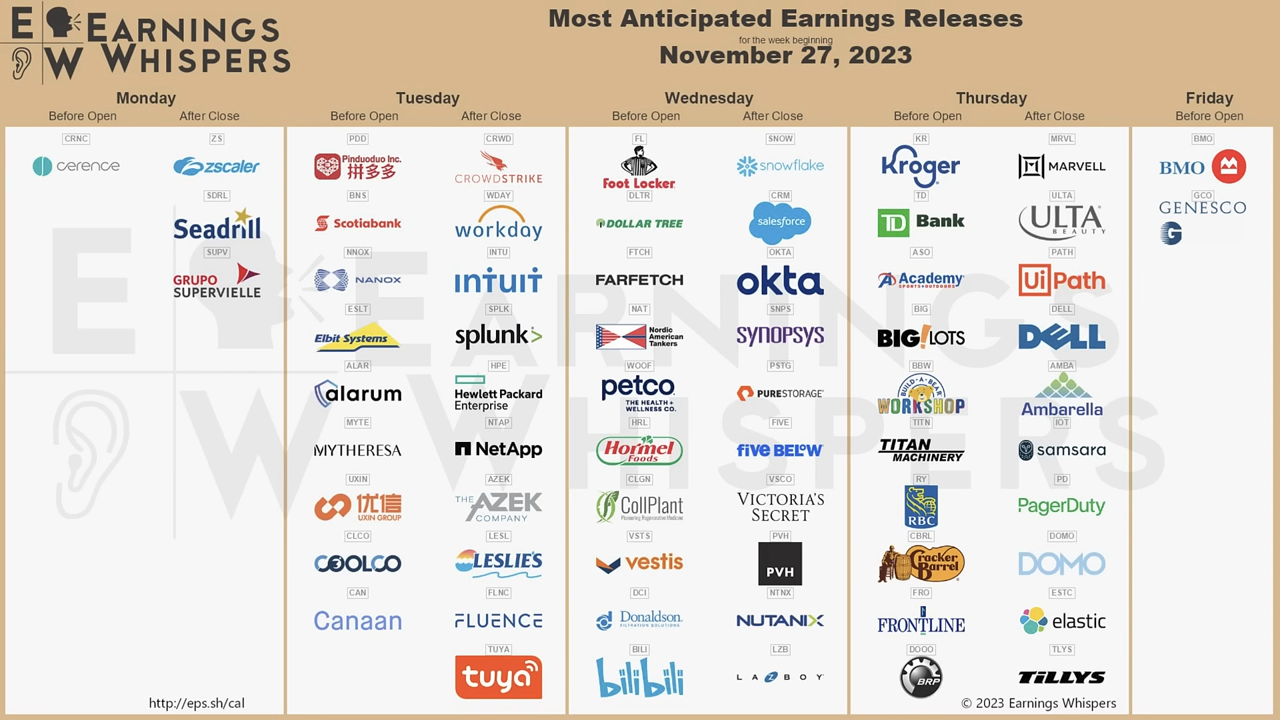 E EARNINGS
W WHISPERS
Most Anticipated Earnings Releases
for the week beginning
November 27, 2023
Monday
Before Open After Close
CRNC
cerence
ZS
zscaler
SDRL
Seadrill
SUPV
GRUPO
SUPERVIELLE
Tuesday
Before Open After Close
PDD
Pinduoduo Inc.
拼多多
BNS
Scotiabank
NNOX
NANOX
ESLT
Elbit Systems
ALAR
alarum
MYTE
MYTHERESA
UXIN
优信
UXIN GROUP
CLCO
COOLCO
CAN
Canaan
CRWD
CROWDSTRIKE
WDAY
workday
INTU
intuit
SPLK
splunk>
HPE
Hewlett Packard
Enterprise
NTAP
NetApp
AZEK
THE AZEK
COMPANY
LESL
LESLIE'S
FLNC
FLUENCE
TUYA
tuya
Wednesday
Before Open After Close
FL
Foot Locker
DLTR
DOLLAR TREE
FTCH
FARFETCH
NAT
Nordic
American
Tankers
WOOF
petco
THE HEALTH +
WELLNESS CO.
HRL
Hormel
Foods
CLGN
CollPlant
Pioneering Regenerative Medicine
VSTS
vestis
DCI
Donaldson.
FILTRATION SOLUTIONS
BILI
bilibili
SNOW
snowflake
CRM
salesforce
OKTA
okta
SNPS
SYNOPSYS
PSTG
PURESTORAGE
FIVE
five BELOW
VSCO
VICTORIA'S
SECRET
PVH
PVH
NTNX
NUTANIX
LZB
LA Z BOY
Thursday
Before Open After Close
KR
Kroger
TD
TD Bank
ASO
Academy
SPORTS+OUTDOORS
BIG
BIG!LOTS
BBW
BUILD-A-BEAR
WORKSHOP
TITN
TITAN
MACHINERY
RY
RBC
CBRL
Cracker
Barrel
FRO
FRONTLINE
DOOO
BRP
MRVL
MARVELL
ULTA
ULTA
BEAUTY
PATH
UiPath
DELL
DELL
AMBA
Ambarella
IOT
samsara
PD
PagerDuty
DOMO
DOMO
ESTC
elastic
TLYS
TILLYS
Friday
Before Open
BMO
BMO
GCO
GENESCO
G
http://eps.sh/cal
© 2023 Earnings Whispers
E EARNINGS
W WHISPERS